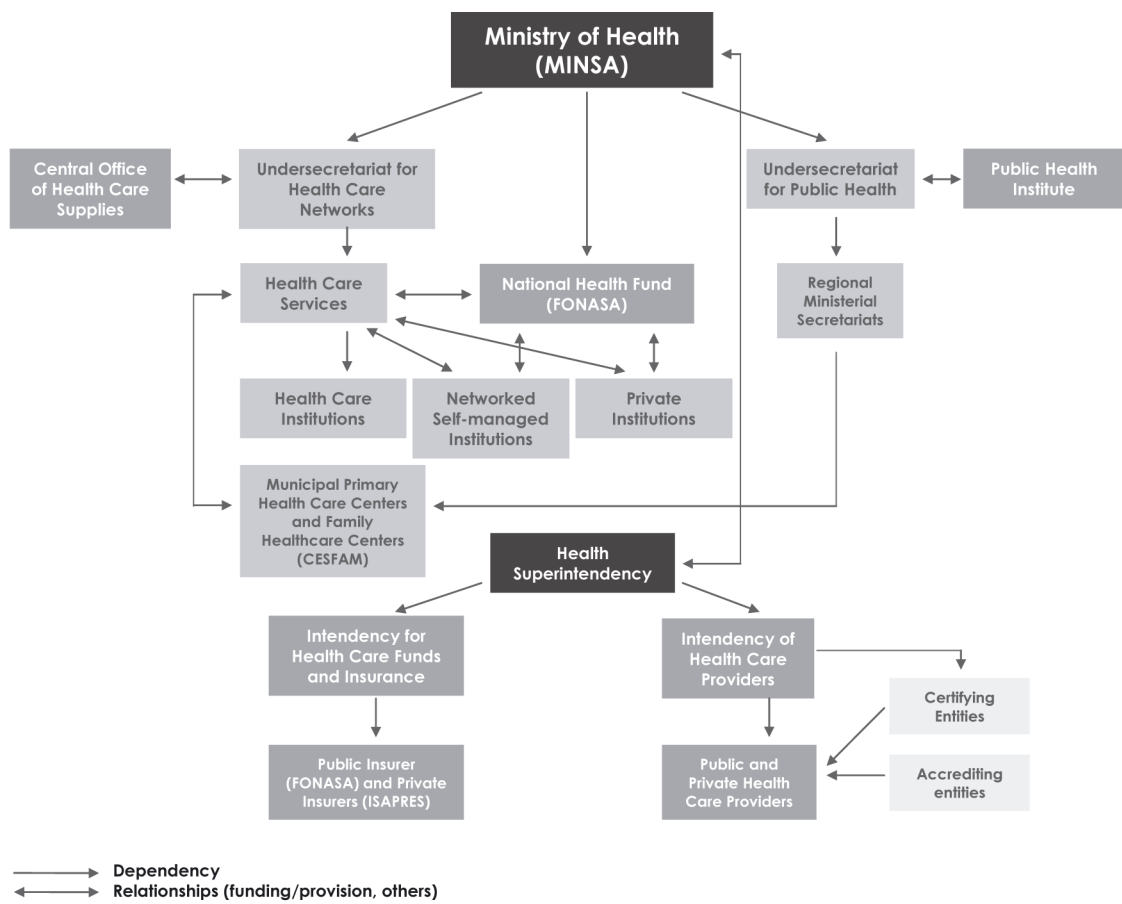 Ministry of Health
(MINSA)
Central Office
of Health Care
Supplies
Undersecretariat for
Health Care
Networks
Undersecretariat
for Public Health
Public Health
Institute
Health Care
Services
National Health Fund
(FONASA)
Regional
Ministerial
Secretariats
Health Care
Institutions
Networked
Self-managed
Institutions
Private
Institutions
Municipal Primary
Health Care Centers
and Family
Healthcare Centers
(CESFAM)
Health
Superintendency
Intendency for
Health Care Funds
and Insurance
Intendency of
Health Care
Providers
Certifying
Entities
Public Insurer
(FONASA) and Private
Insurers (ISAPRES)
Public and
Private Health
Care Providers
Accrediting
entities
Dependency
Relationships (funding/provision, others)